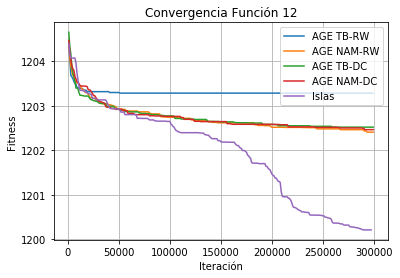 Convergencia Función 12
AGE TB-RW
AGE NAM-RW
AGE TB-DC
AGE NAM-DC
Islas
Fitness
1204
1203
1202
1201
1200
0 50000 100000 150000 200000 250000 300000
Iteración